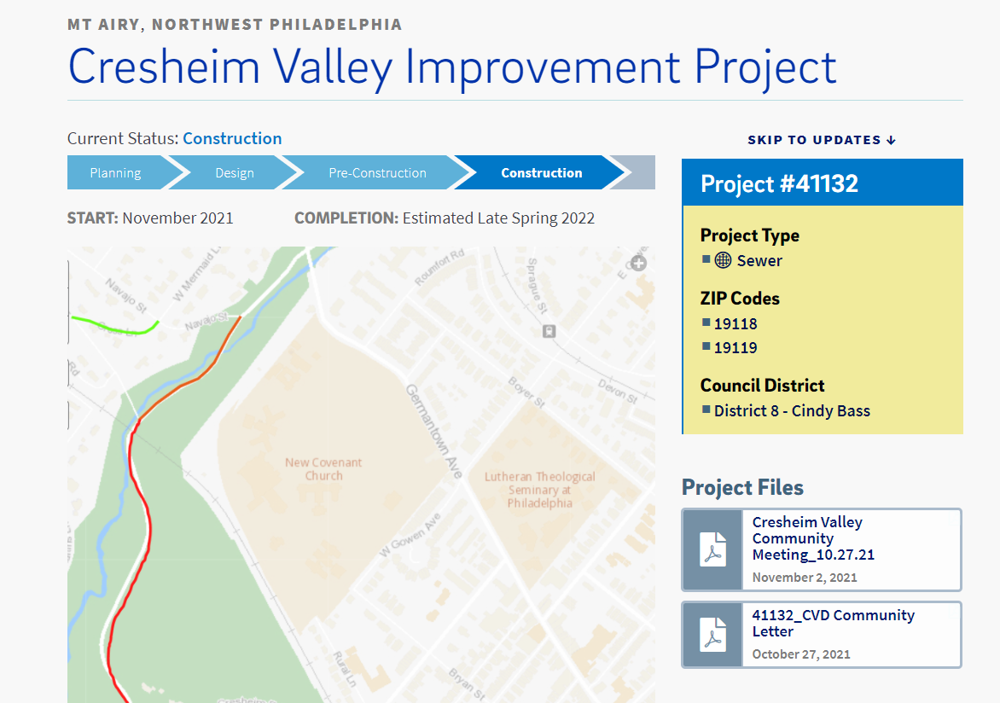 MT AIRY, NORTHWEST PHILADELPHIA
Cresheim Valley Improvement Project
Current Status: Construction
Planning
Design
Pre-Construction
Construction
START: November 2021
COMPLETION: Estimated Late Spring 2022
Navajo St
W Mermaid L
Roumfort Rd
Sprague St
Navajo St
Cress Ln
Rd
Boyer St
Devon St
Germantown Ave
New Covenant
Church
Lutheran Theological
Seminary at
Philadelphia
W Gowen Ave
Rural Ln
Bryan St
SKIP TO UPDATES ↓
Project #41132
Project Type
Sewer
ZIP Codes
19118
19119
Council District
District 8 - Cindy Bass
Project Files
Cresheim Valley
Community
Meeting_10.27.21
November 2, 2021
41132_CVD Community
Letter
October 27, 2021